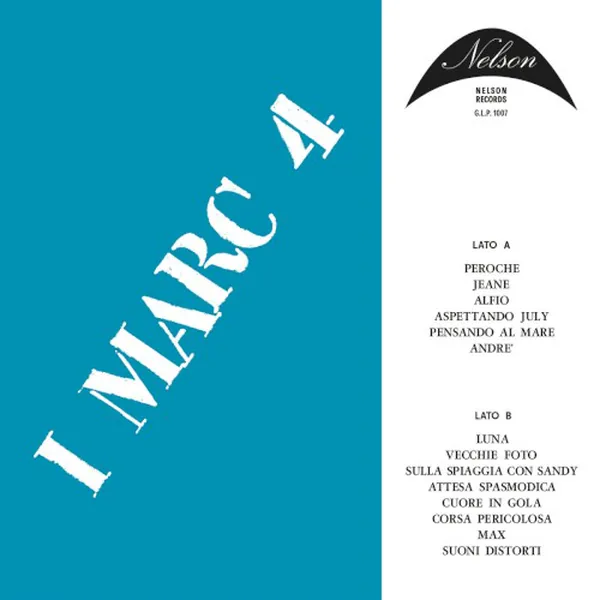 I MARC 4
Nelson
NELSON
RECORDS
G.L.P. 1007
LATO A
PEROCHE
JEANE
ALFIO
ASPETTANDO JULY
PENSANDO AL MARE
ANDRE'
LATO B
LUNA
VECCHIE FOTO
SULLA SPIAGGIA CON SANDY
ATTESA SPASMODICA
CUORE IN GOLA
CORSA PERICOLOSA
MAX
SUONI DISTORTI